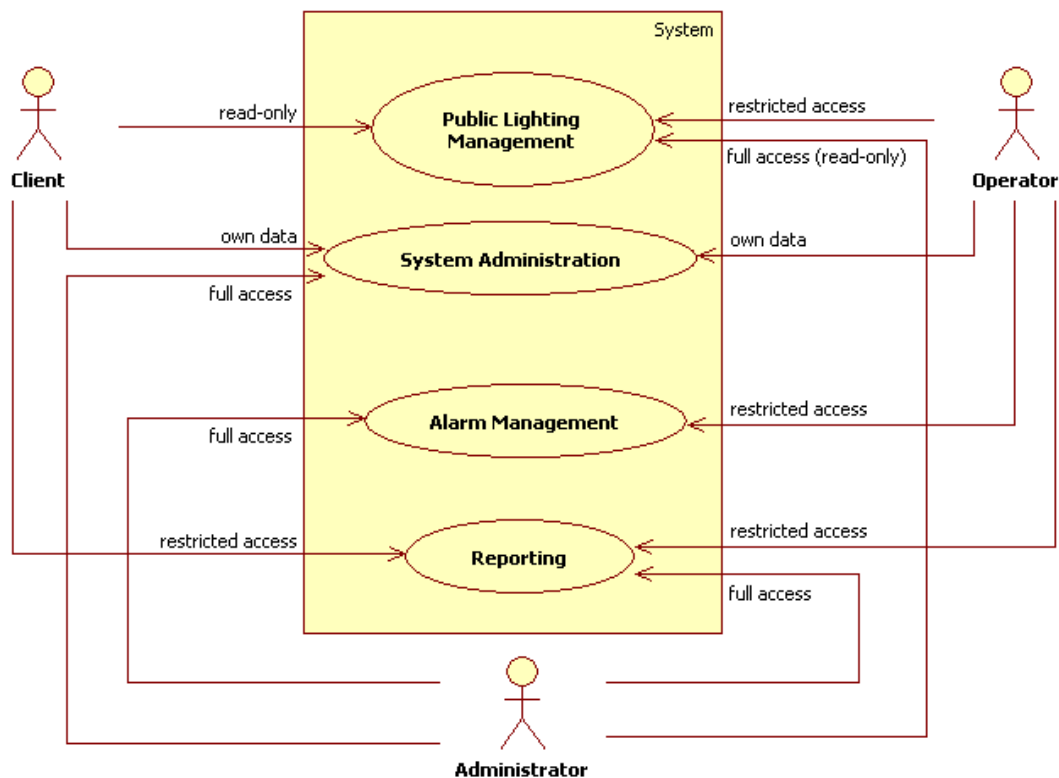 System
read-only
Public Lighting
Management
restricted access
full access (read-only)
Client
Operator
own data
System Administration
own data
full access
Alarm Management
restricted access
full access
restricted access
Reporting
restricted access
full access
Administrator